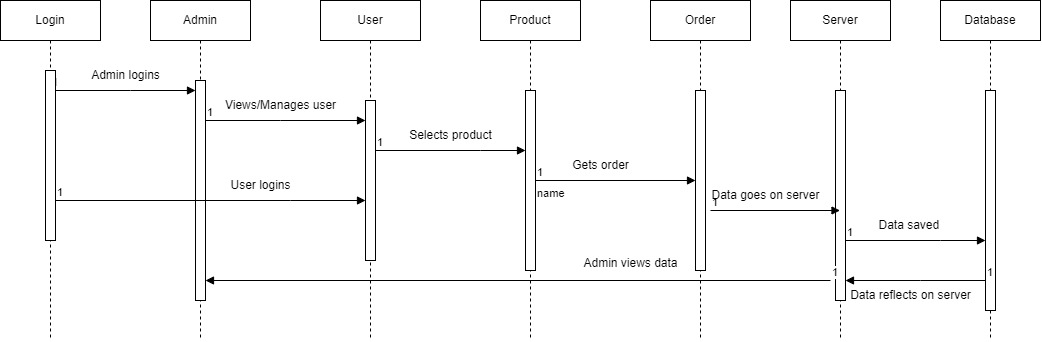 Login
Admin
User
Product
Order
Server
Database
Admin logins
1
Views/Manages user
1
Selects product
1
Gets order
1
name
User logins
1
Data goes on server
1
Data saved
1
Admin views data
1
1
Data reflects on server